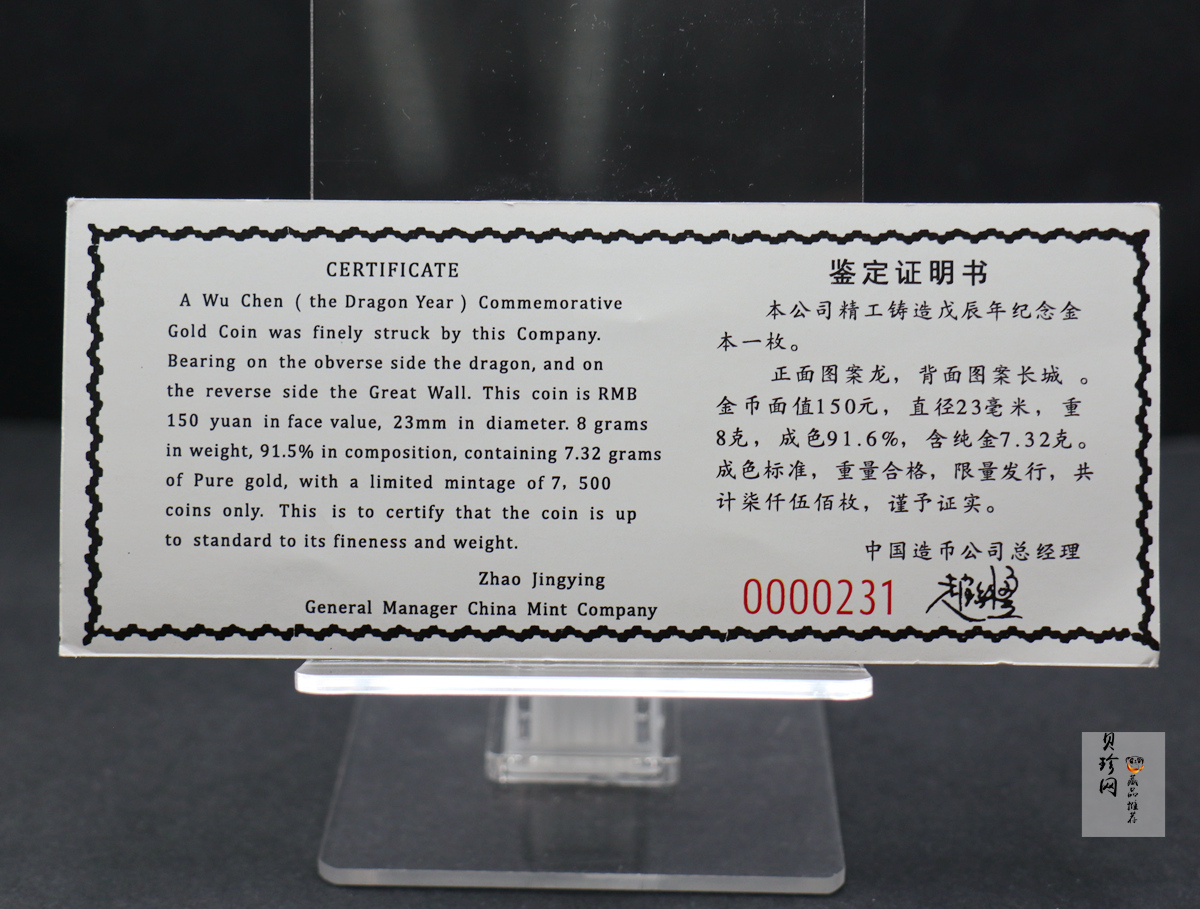 CERTIFICATE
A Wu Chen ( the Dragon Year ) Commemorative
Gold Coin was finely struck by this Company.
Bearing on the obverse side the dragon, and on
the reverse side the Great Wall. This coin is RMB
150 yuan in face value, 23mm in diameter. 8 grams
in weight, 91.5% in composition, containing 7.32 grams
of Pure gold, with a limited mintage of 7, 500
coins only. This is to certify that the coin is up
to standard to its fineness and weight.
Zhao Jingying
General Manager China Mint Company
鉴定证明书
本公司精工铸造戊辰年纪念金
本一枚。
正面图案龙，背面图案长城 。
金币面值150元，直径23毫米，重
8克，成色91.6%，含纯金7.32克。
成色标准，重量合格，限量发行，共
计柒仟伍佰枚，谨予证实。
中国造币公司总经理
0000231
贝珍网
藏品推荐